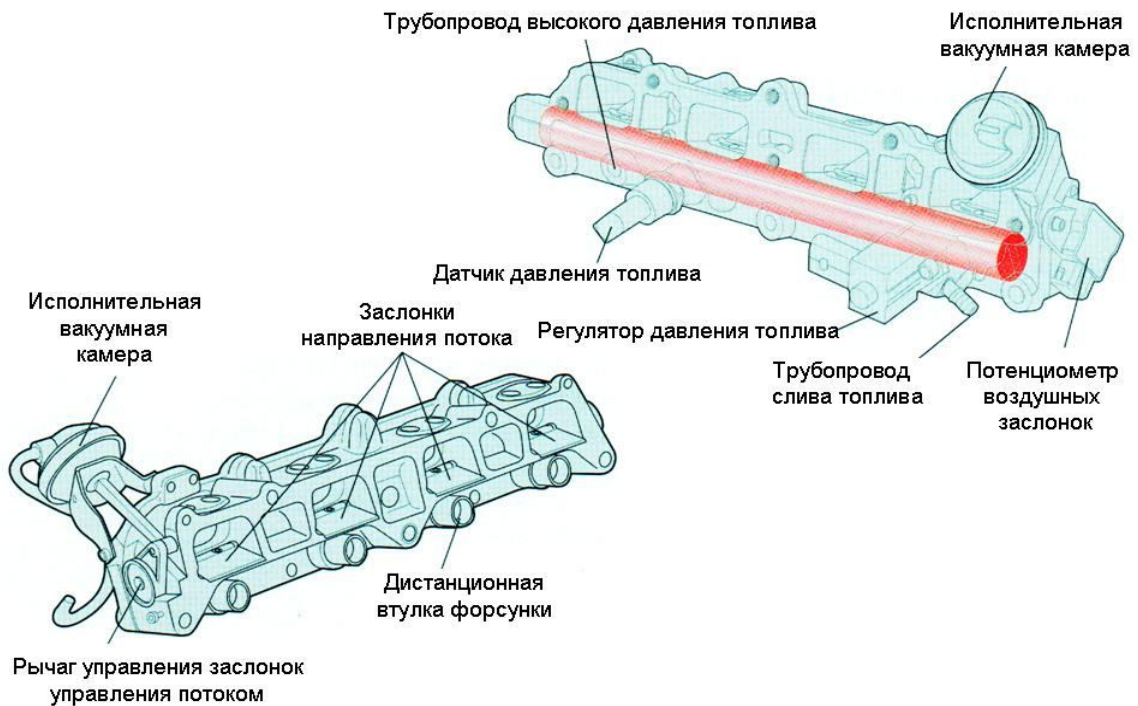 Трубопровод высокого давления топлива
Исполнительная
вакуумная камера
Датчик давления топлива
Регулятор давления топлива
Трубопровод
слива топлива
Потенциометр
воздушных
заслонок
Исполнительная
вакуумная
камера
Заслонки
направления потока
Дистанционная
втулка форсунки
Рычаг управления заслонок
управления потоком